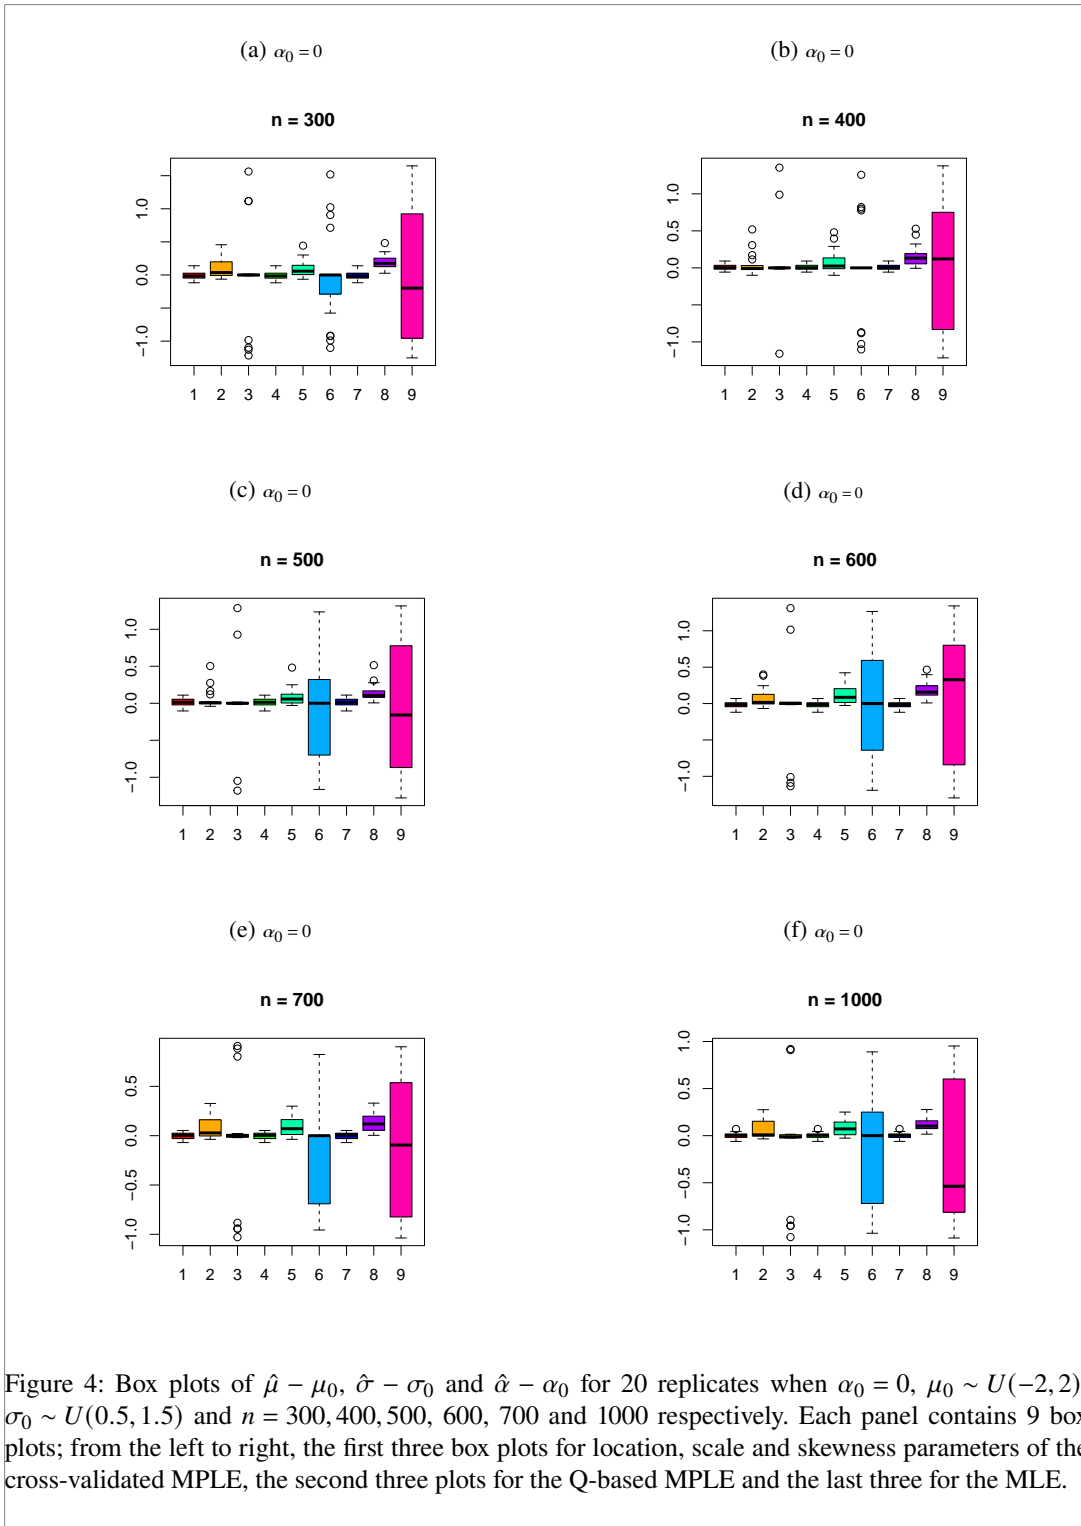 (a) α₀ = 0
(b) α₀ = 0
n = 300
n = 400
1.0
0.0
−1.0
1 2 3 4 5 6 7 8 9
1.0
0.5
0.0
−1.0
1 2 3 4 5 6 7 8 9
(c) α₀ = 0
(d) α₀ = 0
n = 500
n = 600
1.0
0.5
0.0
−1.0
1 2 3 4 5 6 7 8 9
1.0
0.5
0.0
−1.0
1 2 3 4 5 6 7 8 9
(e) α₀ = 0
(f) α₀ = 0
n = 700
n = 1000
0.5
0.0
−0.5
−1.0
1 2 3 4 5 6 7 8 9
1.0
0.5
0.0
−0.5
−1.0
1 2 3 4 5 6 7 8 9
Figure 4: Box plots of μ̂ − μ₀, σ̂ − σ₀ and α̂ − α₀ for 20 replicates when α₀ = 0, μ₀ ∼ U(−2, 2)
σ₀ ∼ U(0.5, 1.5) and n = 300, 400, 500, 600, 700 and 1000 respectively. Each panel contains 9 box
plots; from the left to right, the first three box plots for location, scale and skewness parameters of the
cross-validated MPLE, the second three plots for the Q-based MPLE and the last three for the MLE.